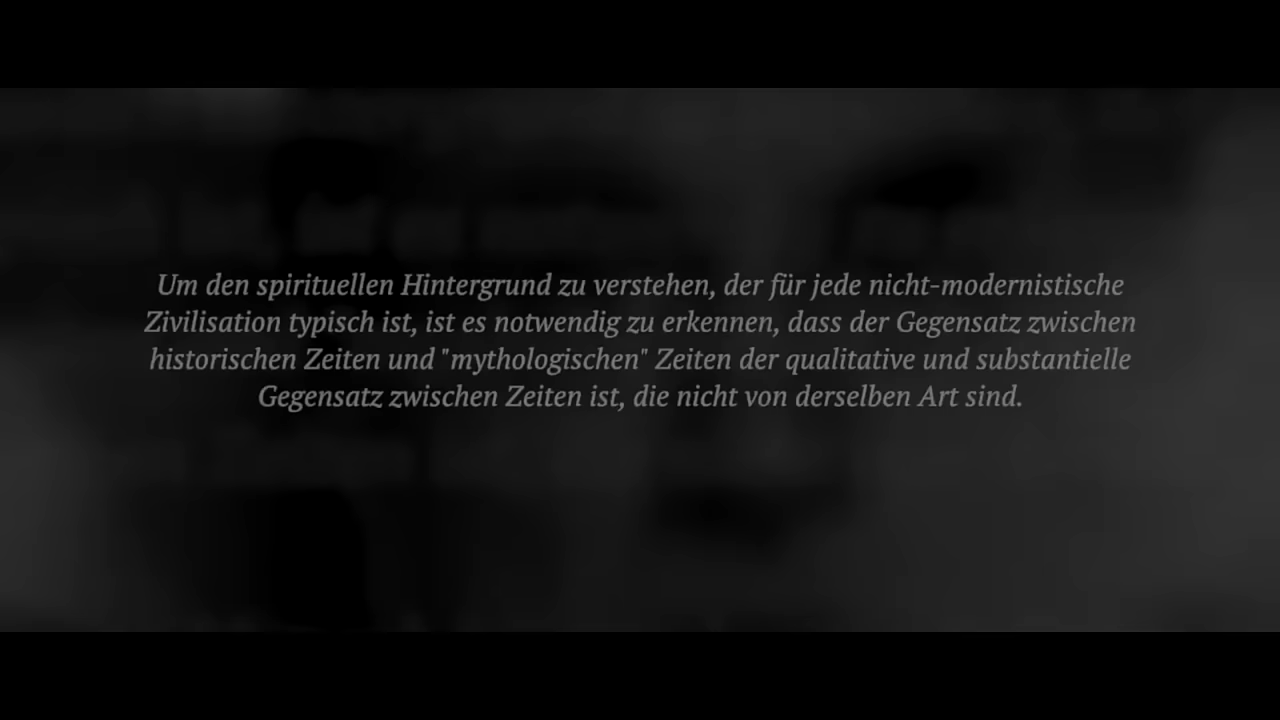 Um den spirituellen Hintergrund zu verstehen, der für jede nicht-modernistische
Zivilisation typisch ist, ist es notwendig zu erkennen, dass der Gegensatz zwischen
historischen Zeiten und "mythologischen" Zeiten der qualitative und substantielle
Gegensatz zwischen Zeiten ist, die nicht von derselben Art sind.